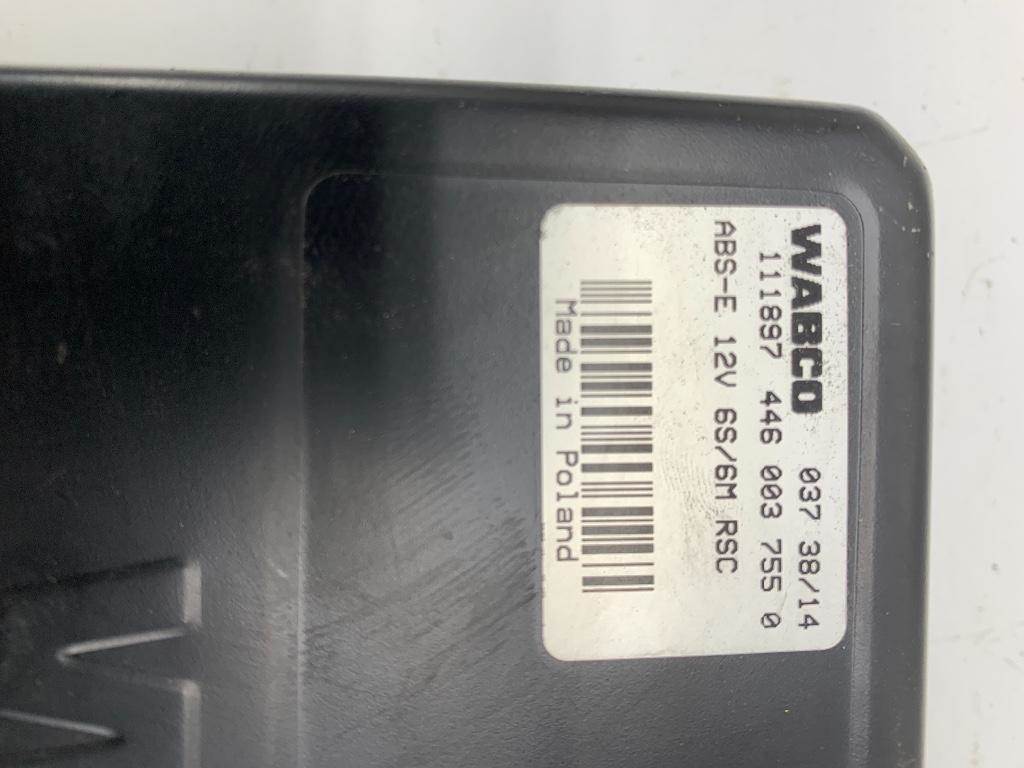 WABCO 037 38/14
111897 446 003 755 0
ABS-E 12V 6S/6M RSC
Made in Poland